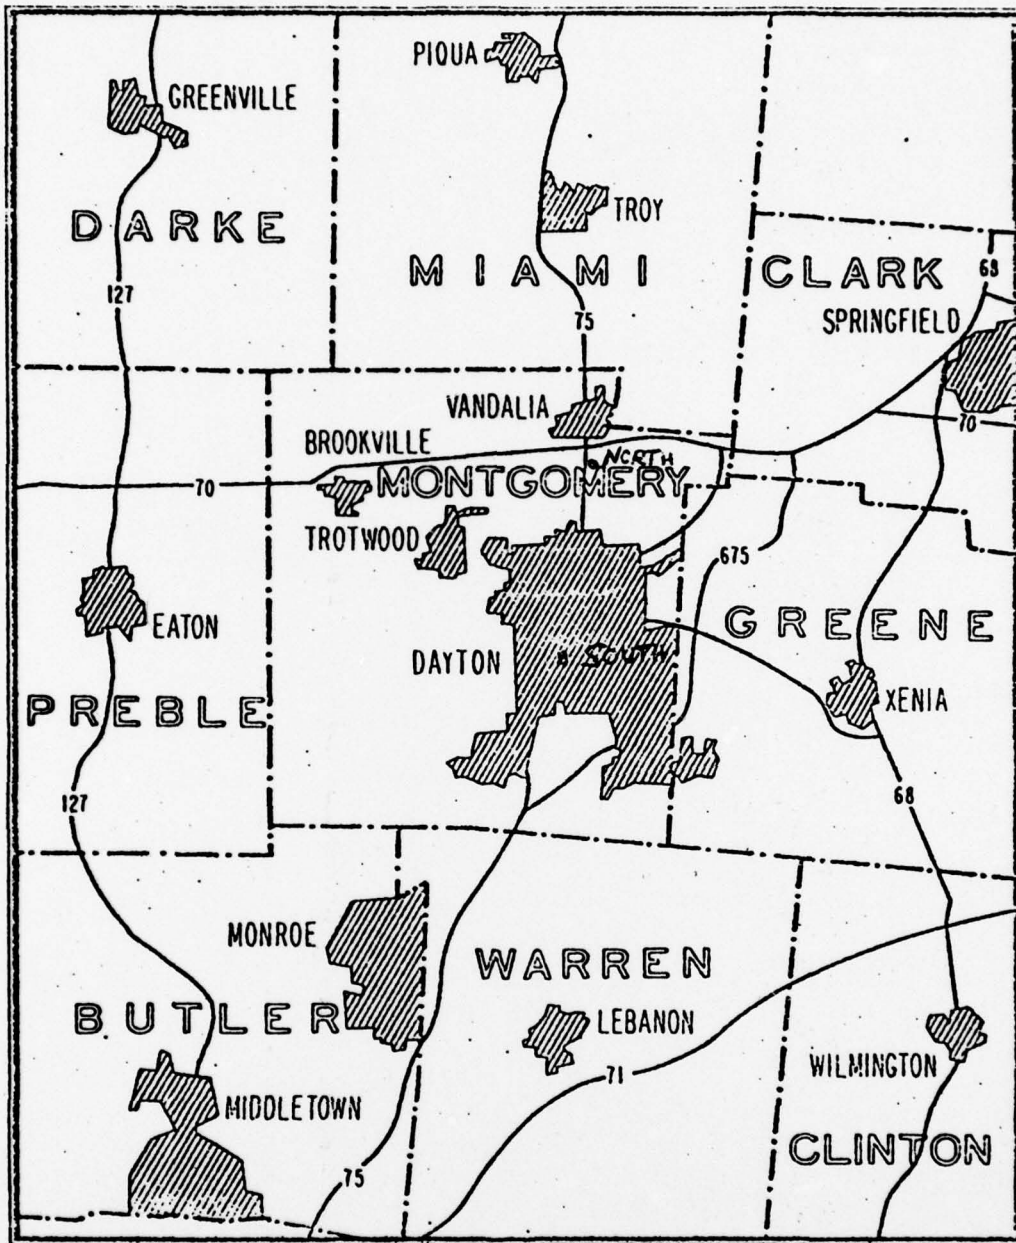 PIQUA
GREENVILLE
TROY
DARKE
MIAMI
CLARK
68
127
75
SPRINGFIELD
VANDALIA
BROOKVILLE
70
NORTH
70
MONTGOMERY
TROTWOOD
675
EATON
GREENE
DAYTON
SOUTH
XENIA
PREBLE
127
68
MONROE
WARREN
BUTLER
LEBANON
WILMINGTON
71
MIDDLETOWN
CLINTON
75